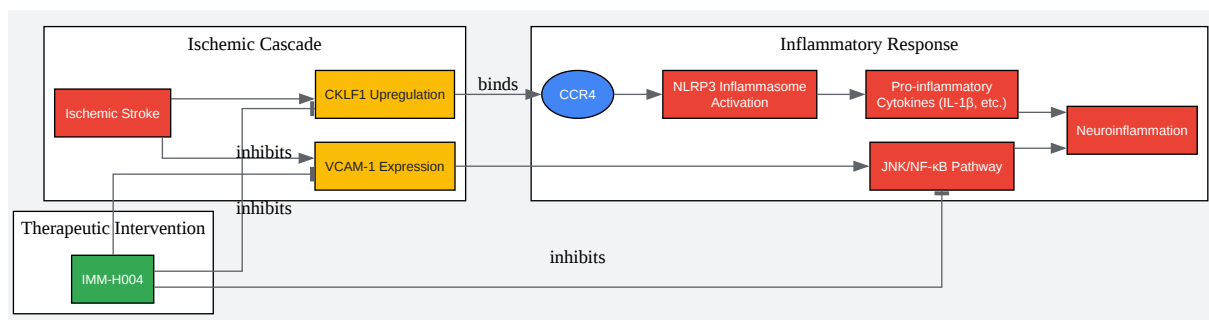 Ischemic Cascade
Inflammatory Response
CKLF1 Upregulation
binds
CCR4
NLRP3 Inflammasome
Activation
Pro-inflammatory
Cytokines (IL-1β, etc.)
Ischemic Stroke
Neuroinflammation
inhibits
VCAM-1 Expression
JNK/NF-κB Pathway
inhibits
Therapeutic Intervention
inhibits
IMM-H004